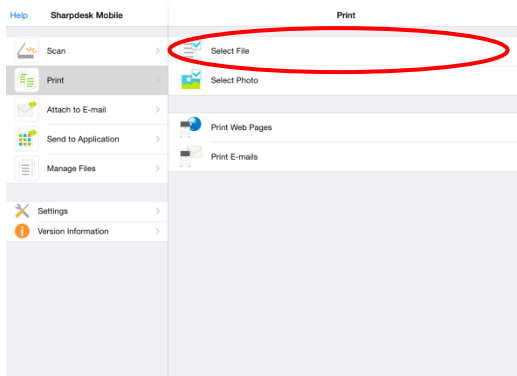 Help
Sharpdesk Mobile
Scan
Print
Attach to E-mail
Send to Application
Manage Files
Settings
Version Information
Print
Select File
Select Photo
Print Web Pages
Print E-mails